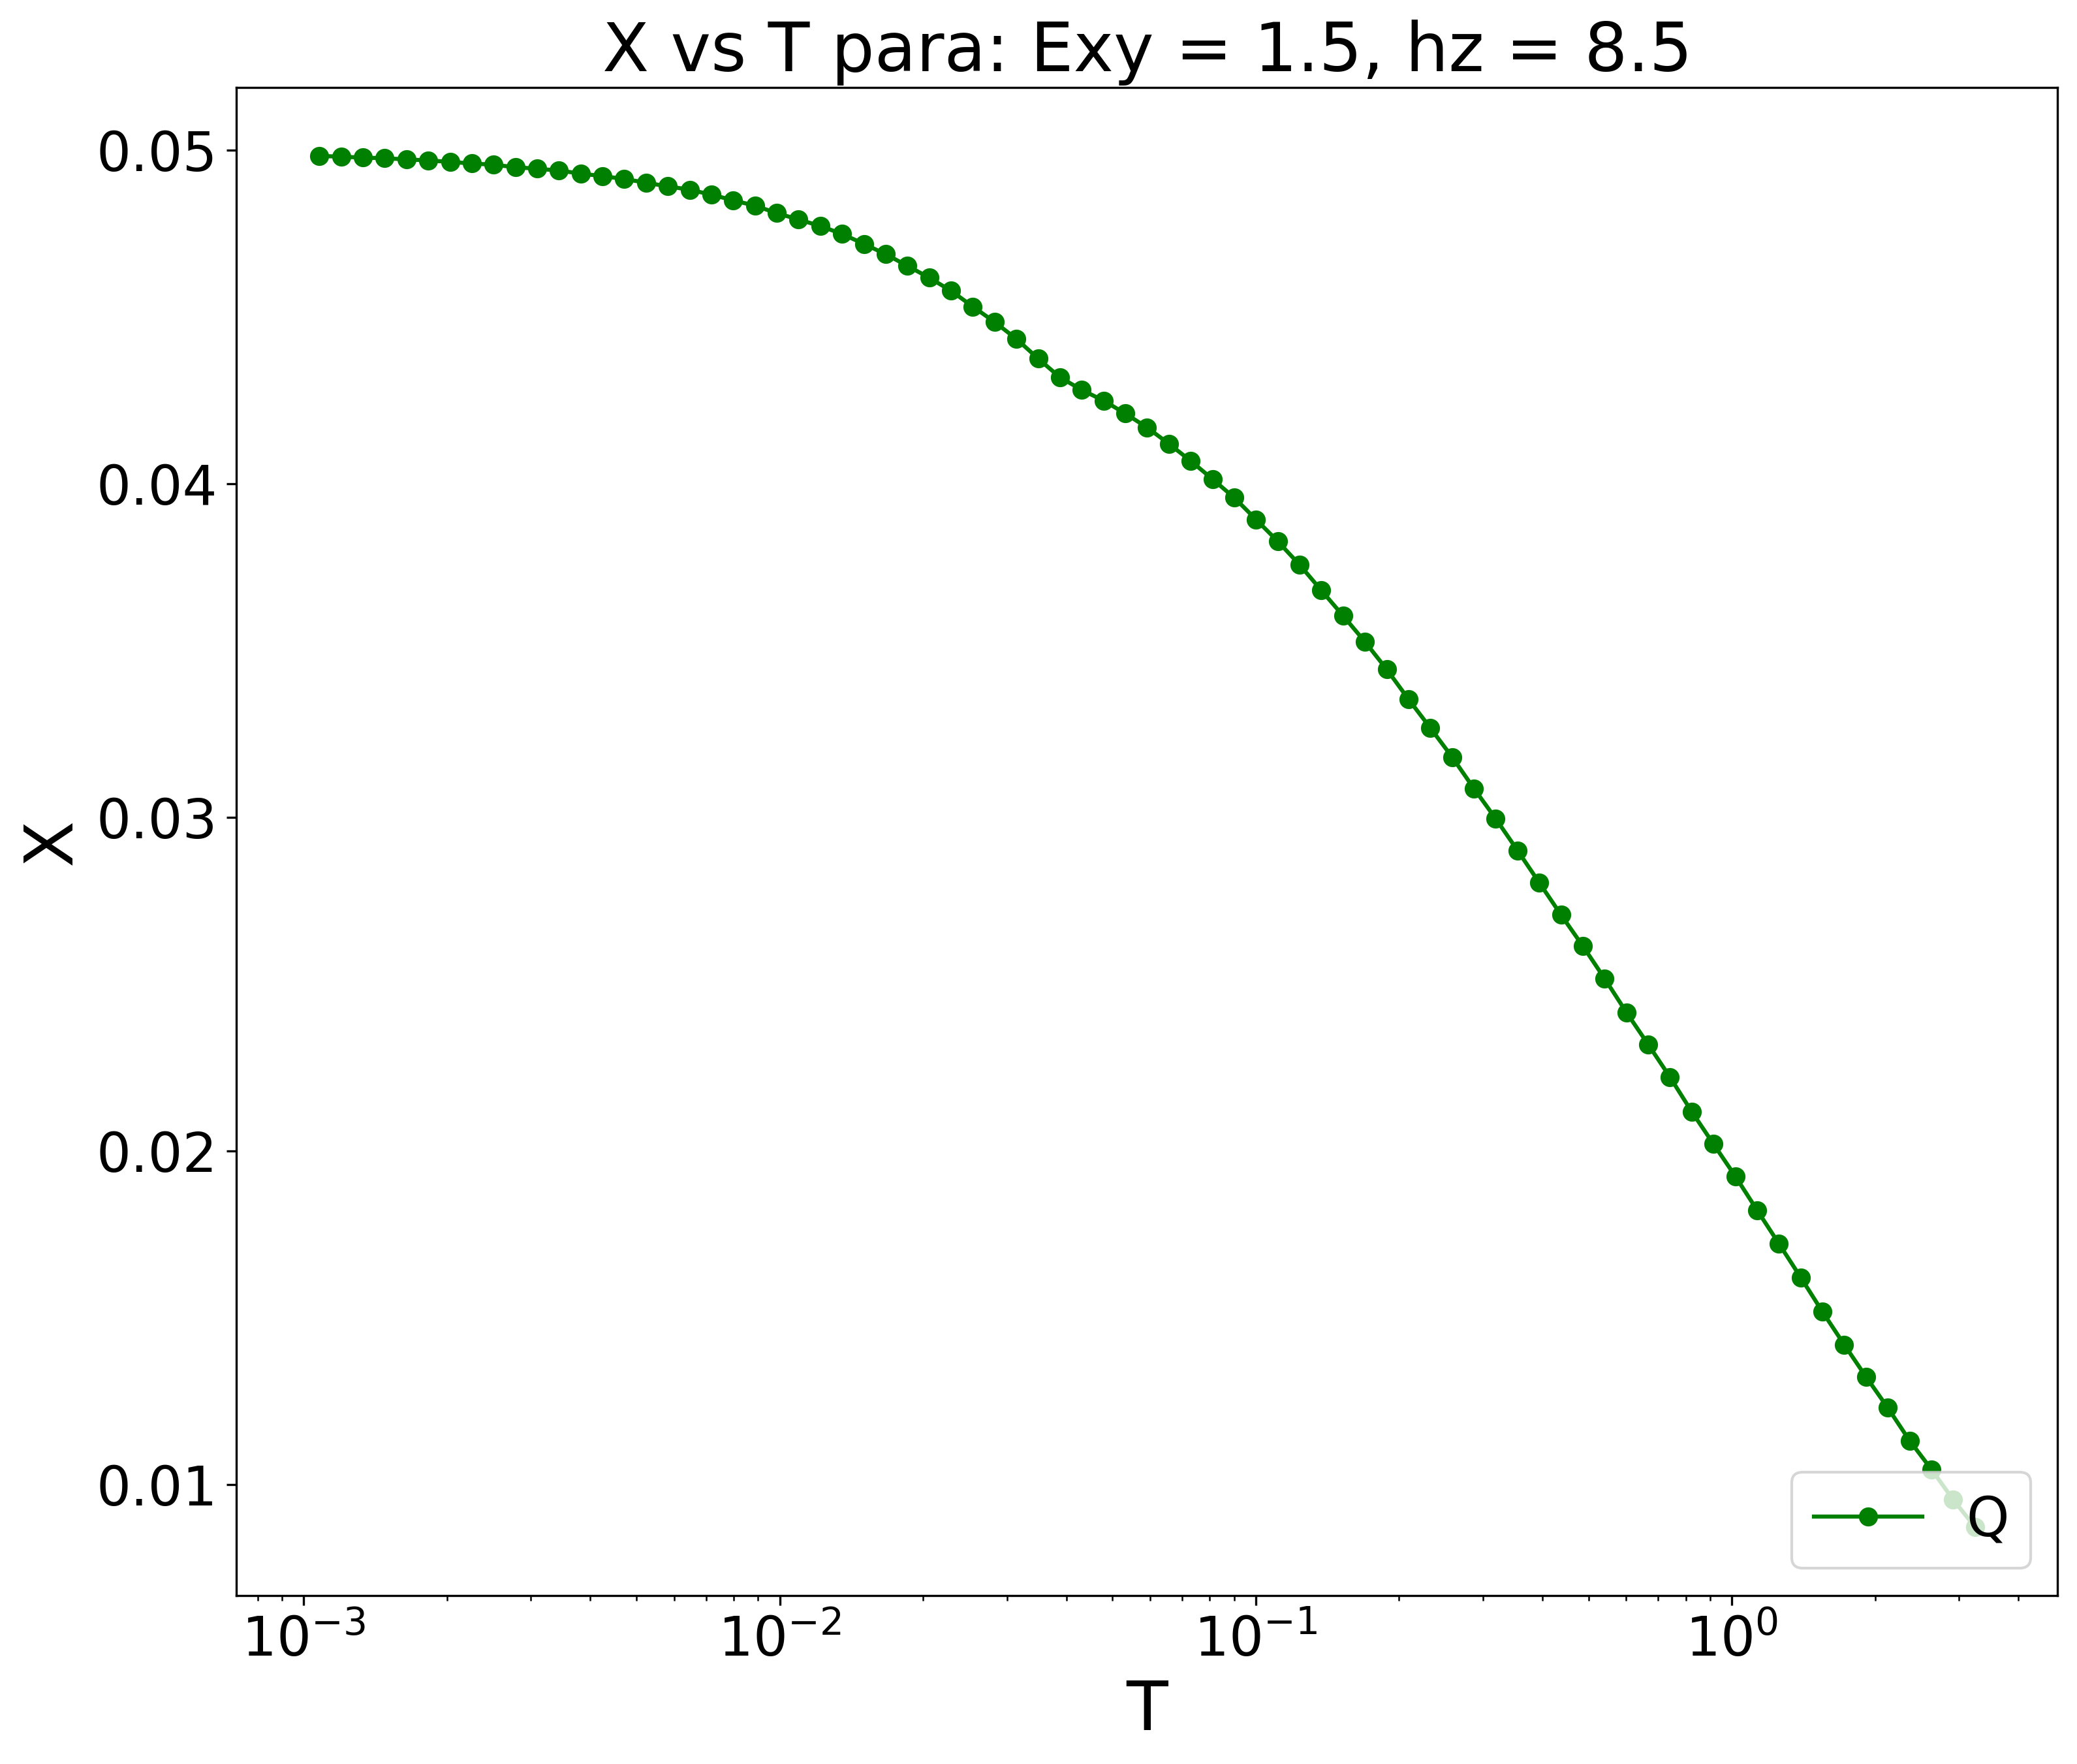 X vs T para: Exy = 1.5, hz = 8.5
0.05
0.04
0.03
0.02
0.01
X
10⁻³ 10⁻² 10⁻¹ 10⁰
T
Q